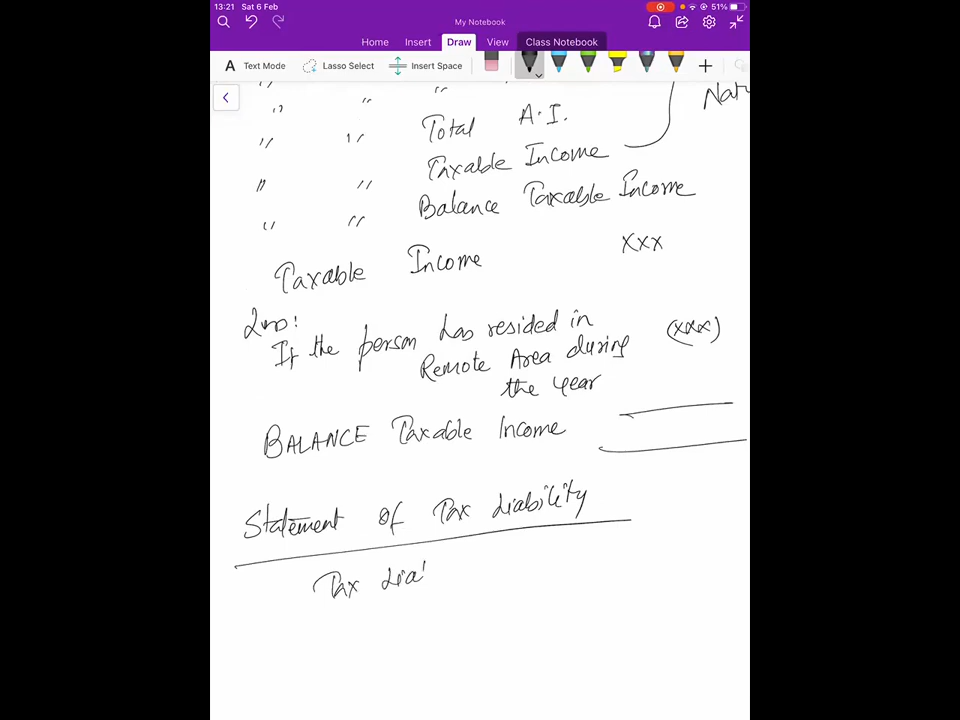 13:21 Sat 6 Feb
51%
My Notebook
Home Insert Draw View Class Notebook
A Text Mode Lasso Select Insert Space
" " "
" " Total A.I.
" " Taxable Income
" " Balance Taxable Income
Taxable Income xxx
If the person has resided in
Remote Area during (xxx)
the year
BALANCE Taxable Income
Statement Of Tax Liability
Tax Lia